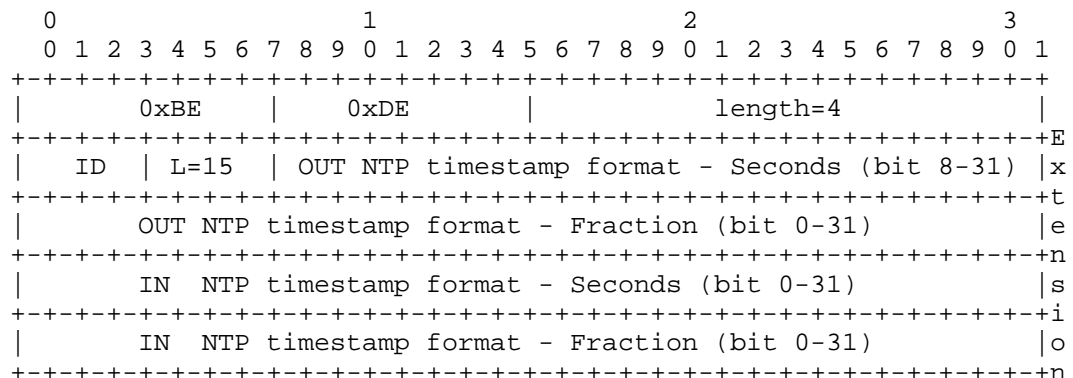 0                   1                   2                   3
0 1 2 3 4 5 6 7 8 9 0 1 2 3 4 5 6 7 8 9 0 1 2 3 4 5 6 7 8 9 0 1
+-+-+-+-+-+-+-+-+-+-+-+-+-+-+-+-+-+-+-+-+-+-+-+-+-+-+-+-+-+-+-+-+
|       0xBE    |    0xDE       |           length=4            |
+-+-+-+-+-+-+-+-+-+-+-+-+-+-+-+-+-+-+-+-+-+-+-+-+-+-+-+-+-+-+-+-+E
|   ID  | L=15  | OUT NTP timestamp format - Seconds (bit 8-31) |x
+-+-+-+-+-+-+-+-+-+-+-+-+-+-+-+-+-+-+-+-+-+-+-+-+-+-+-+-+-+-+-+-+t
|       OUT NTP timestamp format - Fraction (bit 0-31)          |e
+-+-+-+-+-+-+-+-+-+-+-+-+-+-+-+-+-+-+-+-+-+-+-+-+-+-+-+-+-+-+-+-+n
|       IN  NTP timestamp format - Seconds (bit 0-31)           |s
+-+-+-+-+-+-+-+-+-+-+-+-+-+-+-+-+-+-+-+-+-+-+-+-+-+-+-+-+-+-+-+-+i
|       IN  NTP timestamp format - Fraction (bit 0-31)          |o
+-+-+-+-+-+-+-+-+-+-+-+-+-+-+-+-+-+-+-+-+-+-+-+-+-+-+-+-+-+-+-+-+n